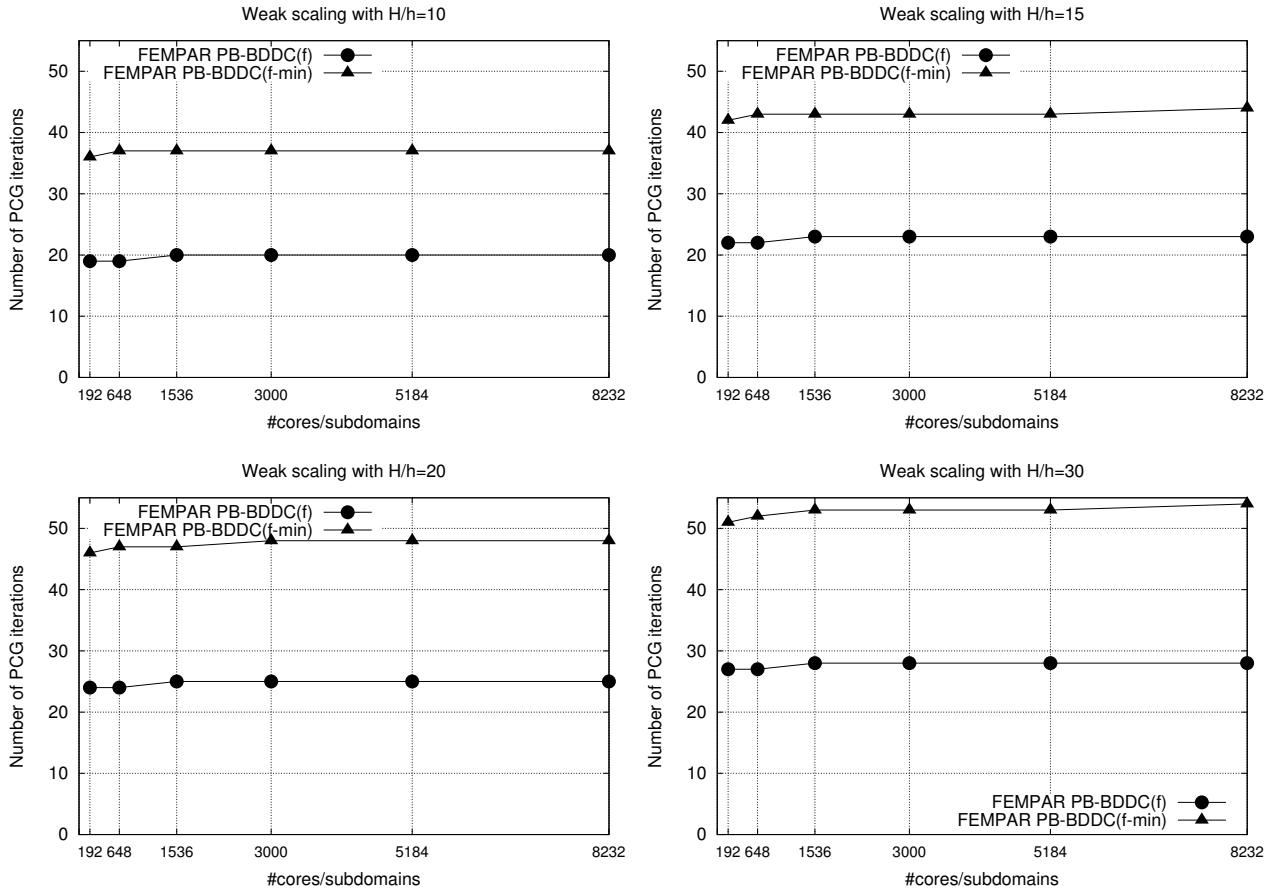 Weak scaling with H/h=10
FEMPAR PB-BDDC(f)
FEMPAR PB-BDDC(f-min)
Number of PCG iterations
50
40
30
20
10
0
192 648 1536 3000 5184 8232
#cores/subdomains
Weak scaling with H/h=15
FEMPAR PB-BDDC(f)
FEMPAR PB-BDDC(f-min)
Number of PCG iterations
50
40
30
20
10
0
192 648 1536 3000 5184 8232
#cores/subdomains
Weak scaling with H/h=20
FEMPAR PB-BDDC(f)
FEMPAR PB-BDDC(f-min)
Number of PCG iterations
50
40
30
20
10
0
192 648 1536 3000 5184 8232
#cores/subdomains
Weak scaling with H/h=30
Number of PCG iterations
50
40
30
20
10
0
FEMPAR PB-BDDC(f)
FEMPAR PB-BDDC(f-min)
192 648 1536 3000 5184 8232
#cores/subdomains